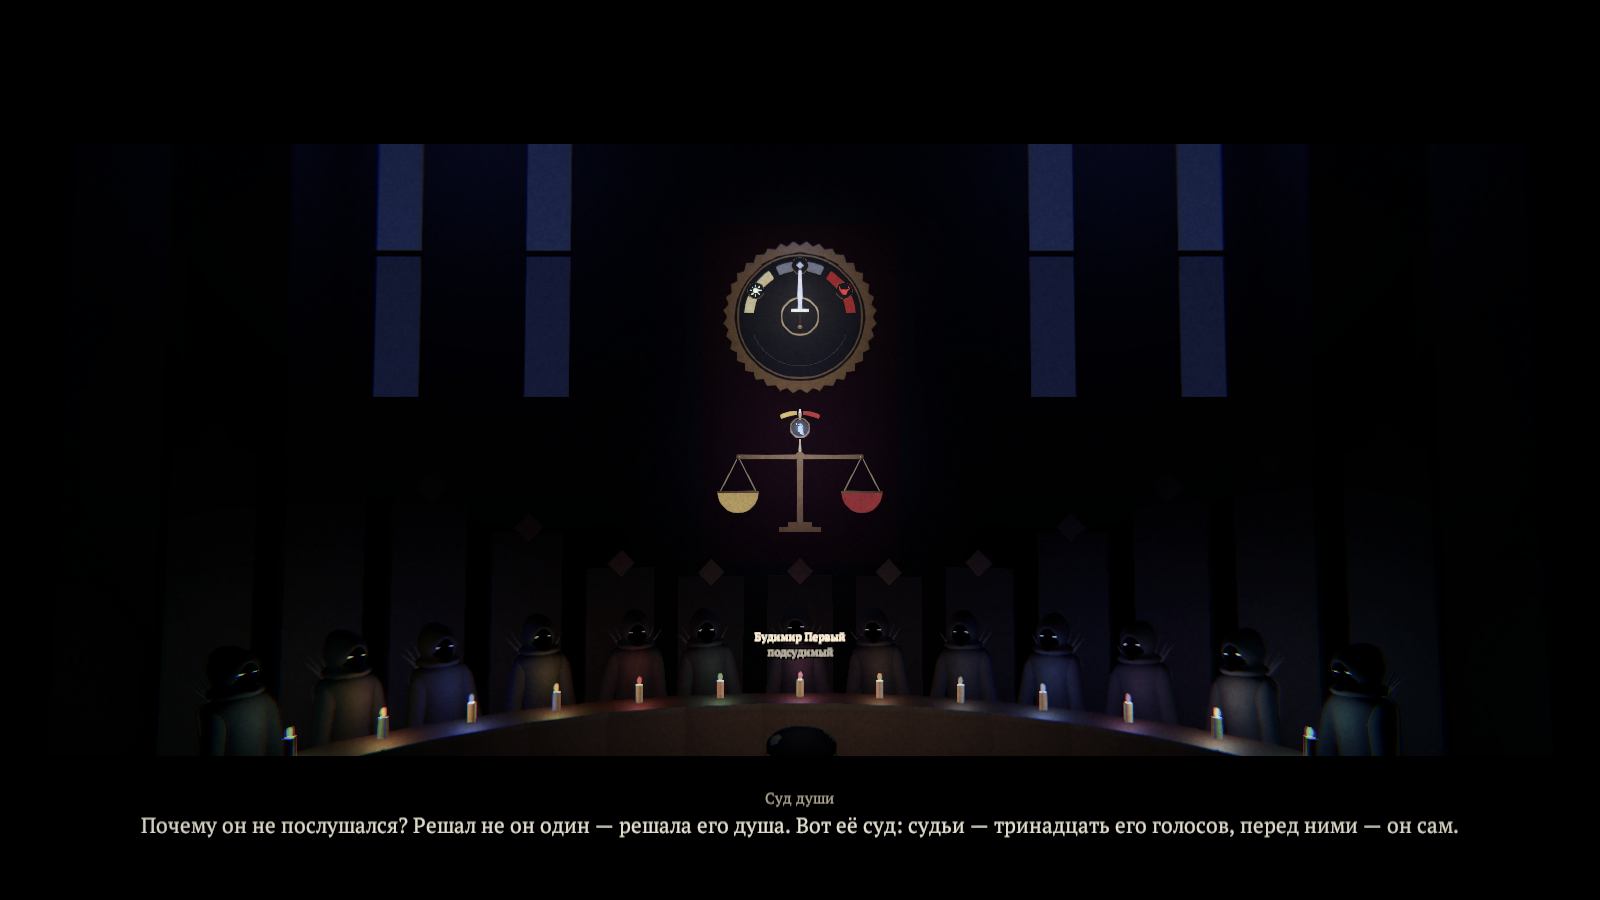 Будимир Первый
подсудимый
Суд души
Почему он не послушался? Решал не он один — решала его душа. Вот её суд: судьи — тринадцать его голосов, перед ними — он сам.